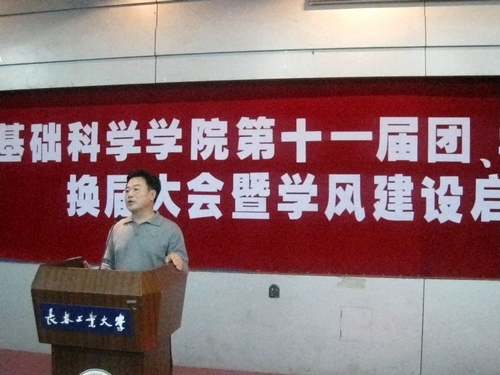 基础科学学院第十一届团、
换届大会暨学风建设启
长春工业大学